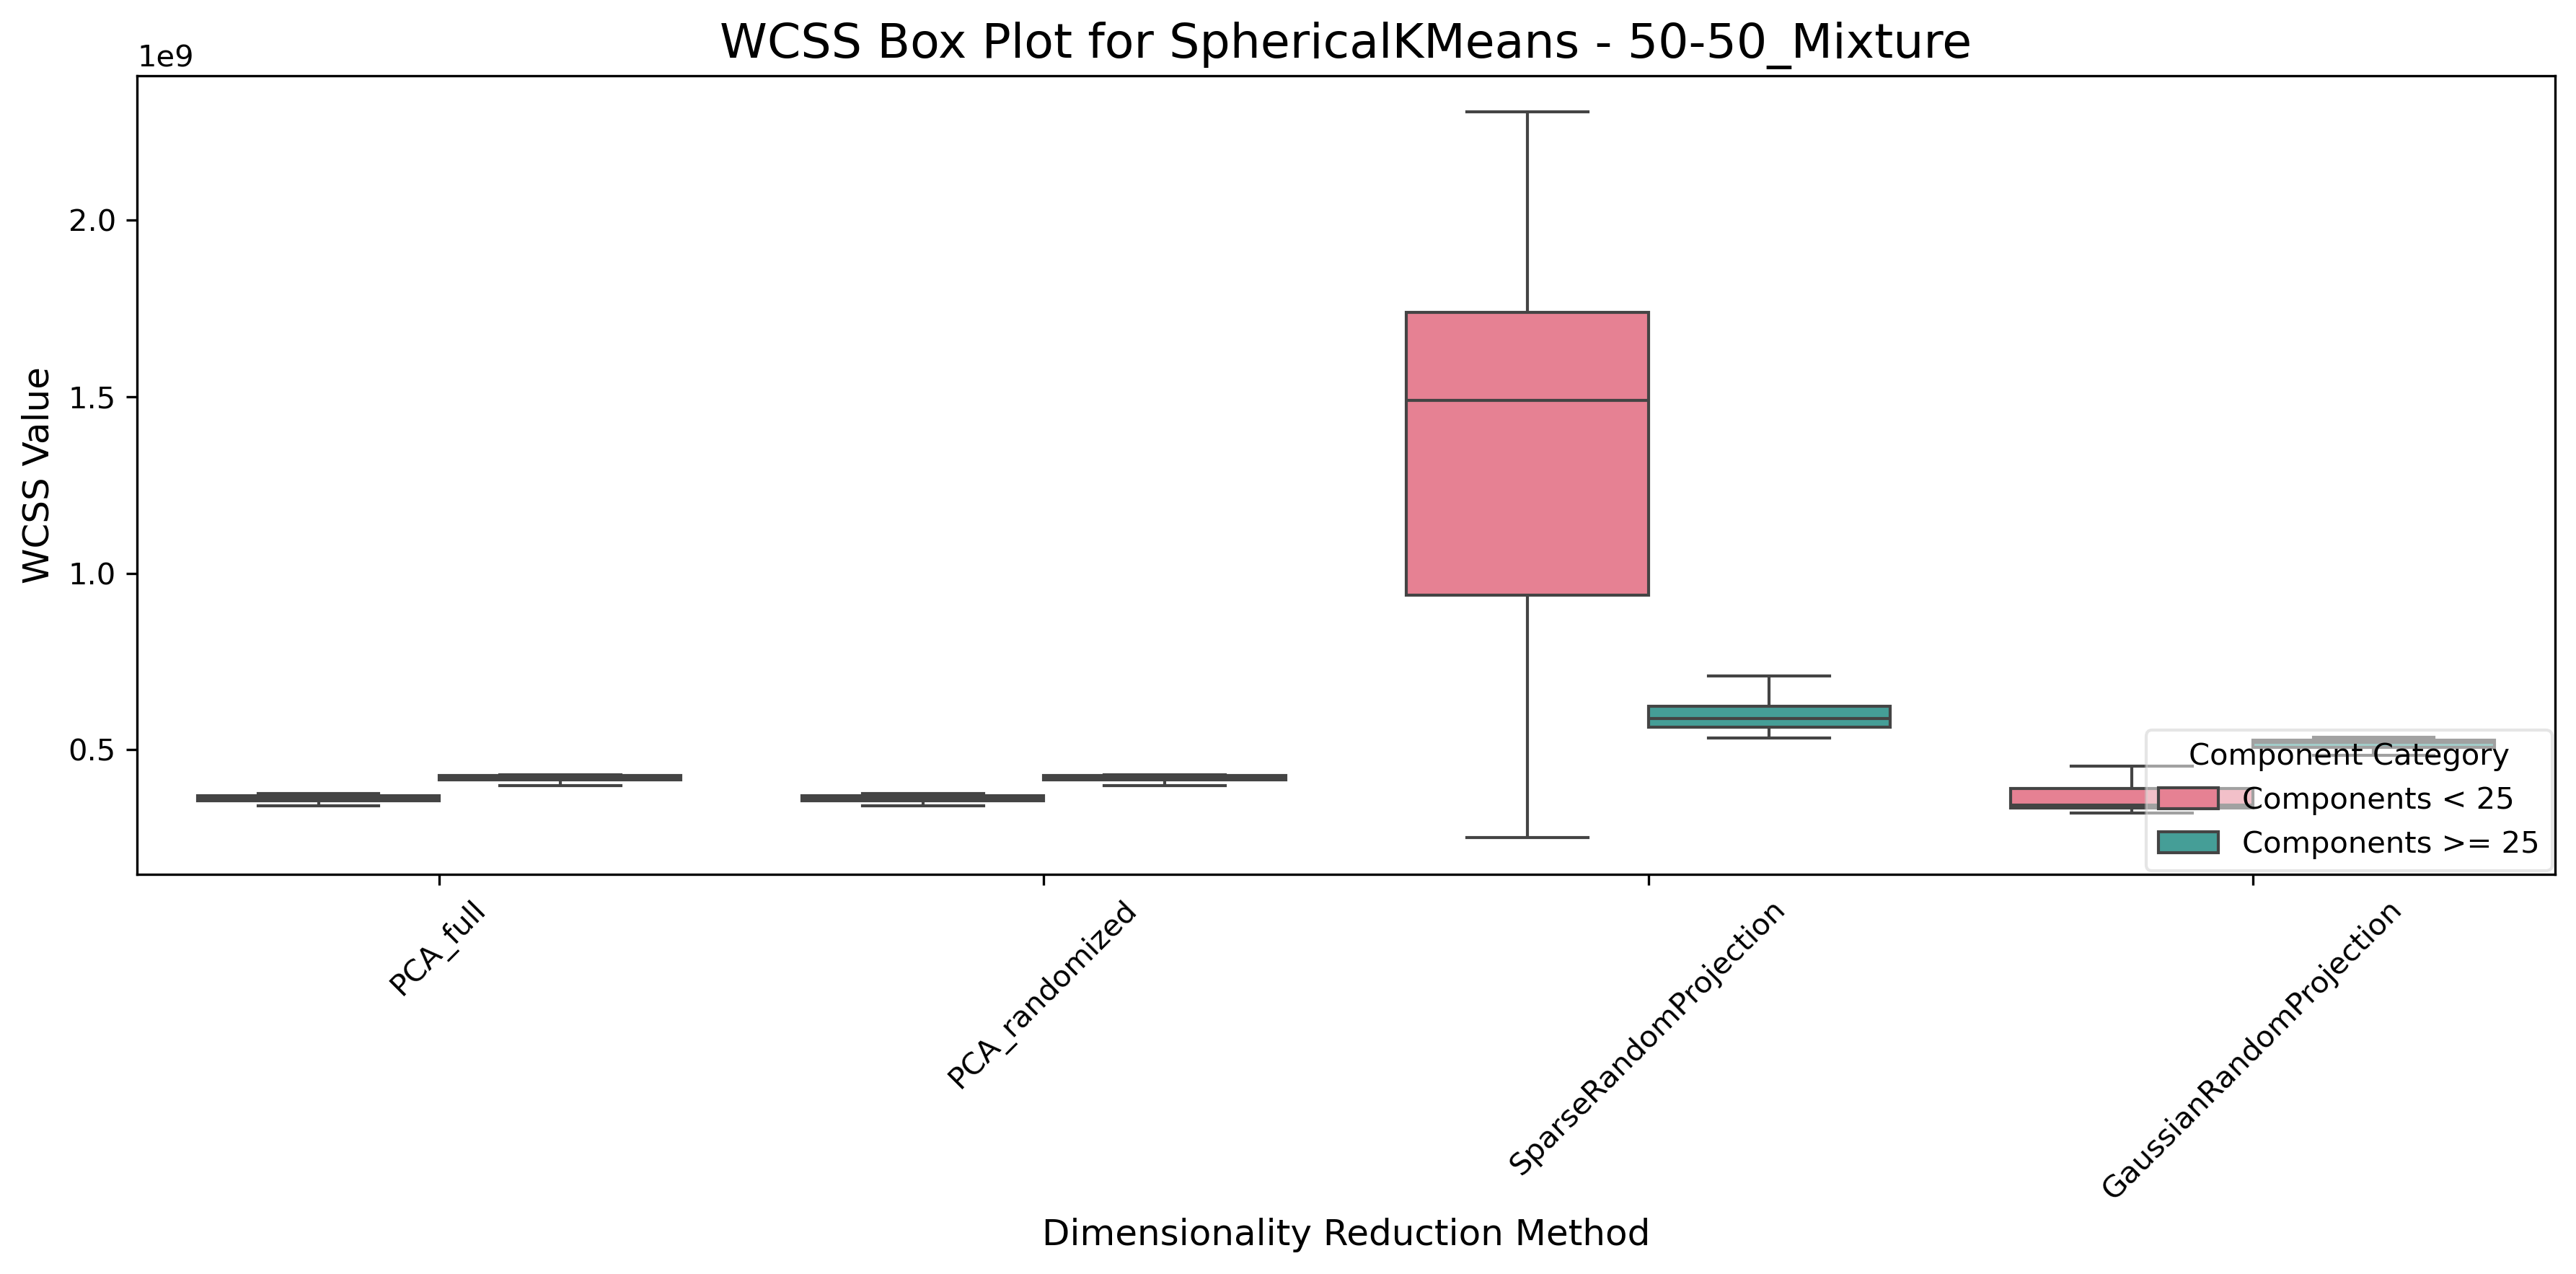 WCSS Box Plot for SphericalKMeans - 50-50_Mixture
1e9
2.0
1.5
1.0
0.5
WCSS Value
Component Category
Components < 25
Components >= 25
PCA_full
PCA_randomized
SparseRandomProjection
GaussianRandomProjection
Dimensionality Reduction Method